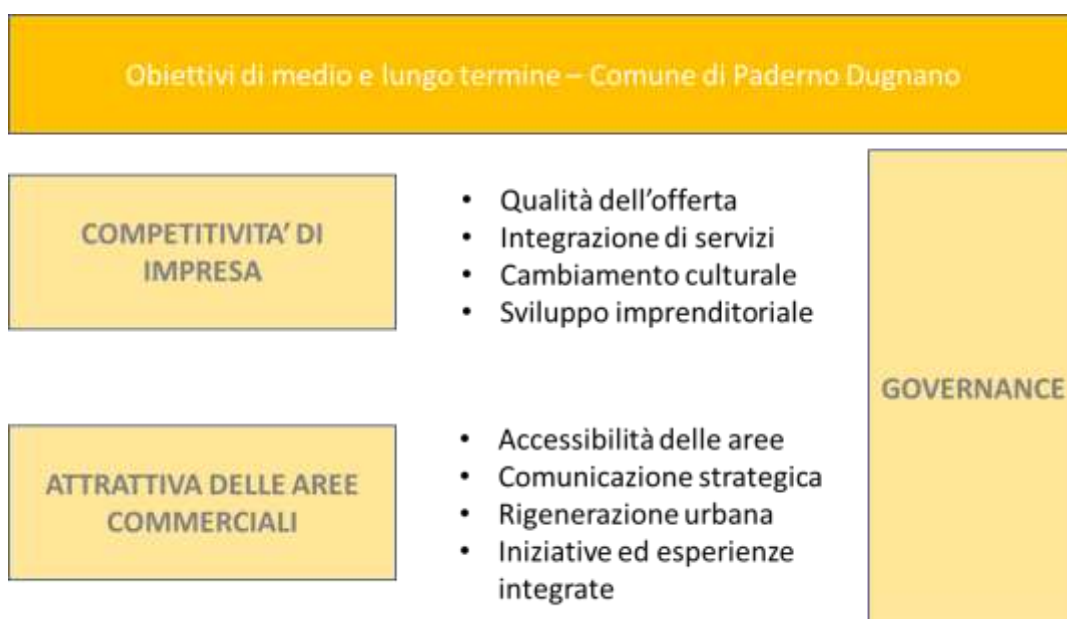 Obiettivi di medio e lungo termine – Comune di Paderno Dugnano
COMPETITIVITA’ DI
IMPRESA
• Qualità dell’offerta
• Integrazione di servizi
• Cambiamento culturale
• Sviluppo imprenditoriale
GOVERNANCE
ATTRATTIVA DELLE AREE
COMMERCIALI
• Accessibilità delle aree
• Comunicazione strategica
• Rigenerazione urbana
• Iniziative ed esperienze
integrate